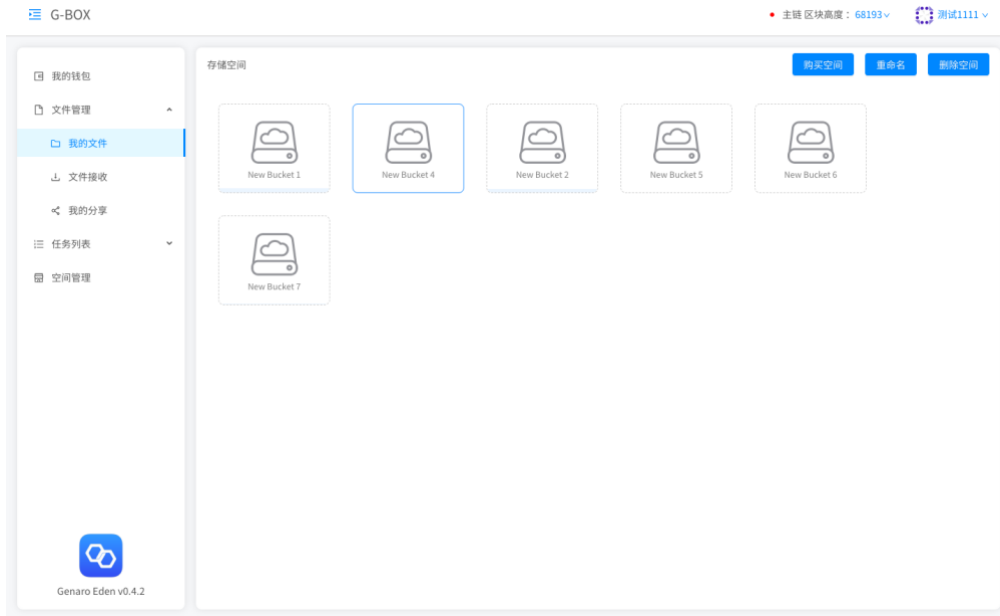 G-BOX
主链 区块高度： 68193
测试1111
我的钱包
文件管理
我的文件
文件接收
我的分享
任务列表
空间管理
Genaro Eden v0.4.2
存储空间
购买空间 重命名 删除空间
New Bucket 1 New Bucket 4 New Bucket 2 New Bucket 5 New Bucket 6
New Bucket 7